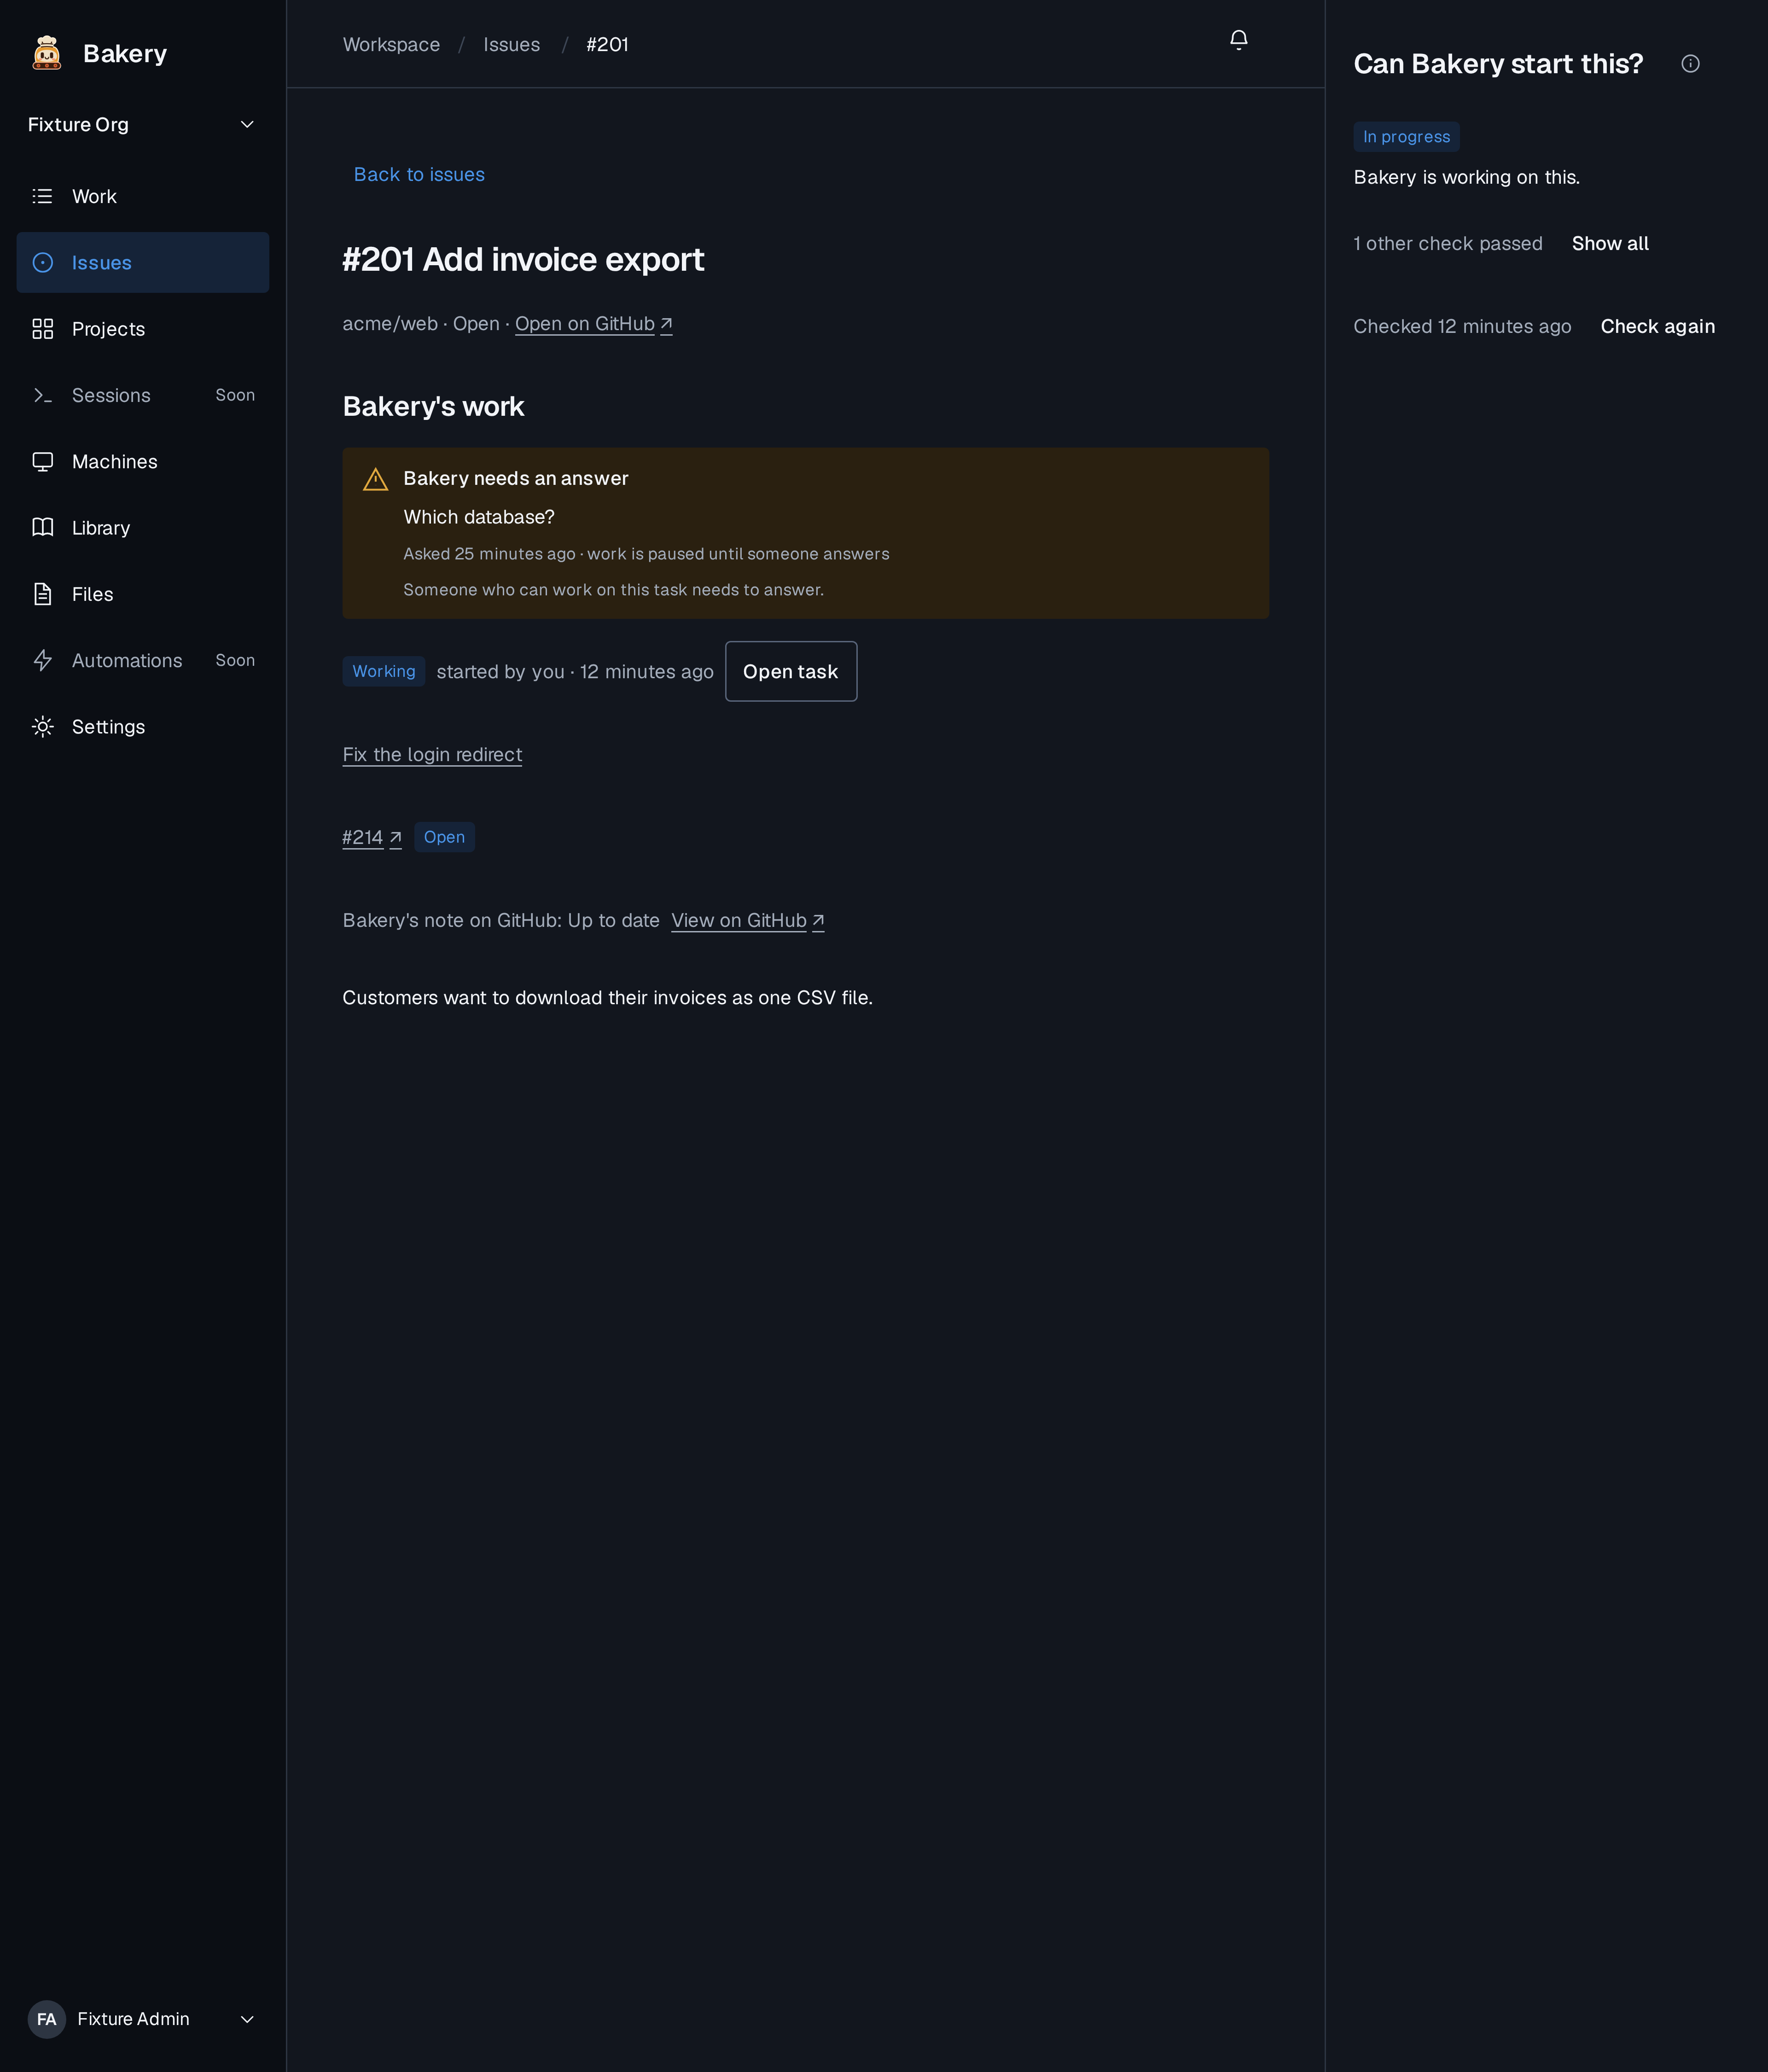 Bakery
Fixture Org
Work
Issues
Projects
Sessions Soon
Machines
Library
Files
Automations Soon
Settings
FA Fixture Admin
Workspace / Issues / #201
Back to issues
#201 Add invoice export
acme/web · Open · Open on GitHub ↗
Bakery's work
Bakery needs an answer
Which database?
Asked 25 minutes ago · work is paused until someone answers
Someone who can work on this task needs to answer.
Working started by you · 12 minutes ago Open task
Fix the login redirect
#214 ↗ Open
Bakery's note on GitHub: Up to date View on GitHub ↗
Customers want to download their invoices as one CSV file.
Can Bakery start this?
In progress
Bakery is working on this.
1 other check passed Show all
Checked 12 minutes ago Check again